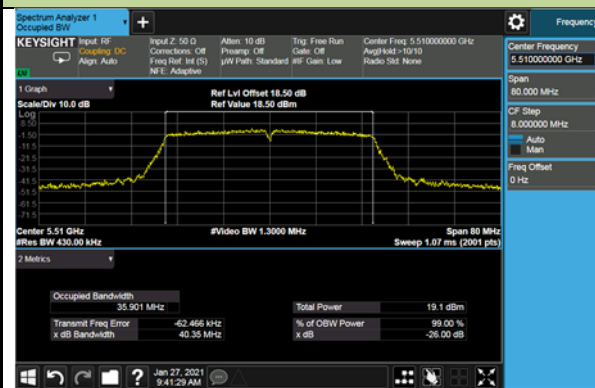 Spectrum Analyzer 1
Occupied BW
Frequency
KEYSIGHT
Input: RF
Coupling: DC
Align: Auto
Input Z: 50 Ω
Corrections: Off
Freq Ref: Int (S)
NFE: Adaptive
Atten: 10 dB
Preamp: Off
µW Path: Standard
Trig: Free Run
Gate: Off
#IF Gain: Low
Center Freq: 5.510000000 GHz
Avg|Hold:>10/10
Radio Std: None
Center Frequency
5.510000000 GHz
Span
80.000 MHz
CF Step
8.000000 MHz
Auto
Man
Freq Offset
0 Hz
1 Graph
Scale/Div 10.0 dB
Ref Lvl Offset 18.50 dB
Ref Value 18.50 dBm
Log
8.50
-1.50
-11.5
-21.5
-31.5
-41.5
-51.5
-61.5
-71.5
Center 5.51 GHz
#Res BW 430.00 kHz
#Video BW 1.3000 MHz
Span 80 MHz
Sweep 1.07 ms (2001 pts)
2 Metrics
Occupied Bandwidth
35.901 MHz
Total Power 19.1 dBm
Transmit Freq Error -62.466 kHz
% of OBW Power 99.00 %
x dB Bandwidth 40.35 MHz
x dB -26.00 dB
Jan 27, 2021
9:41:29 AM